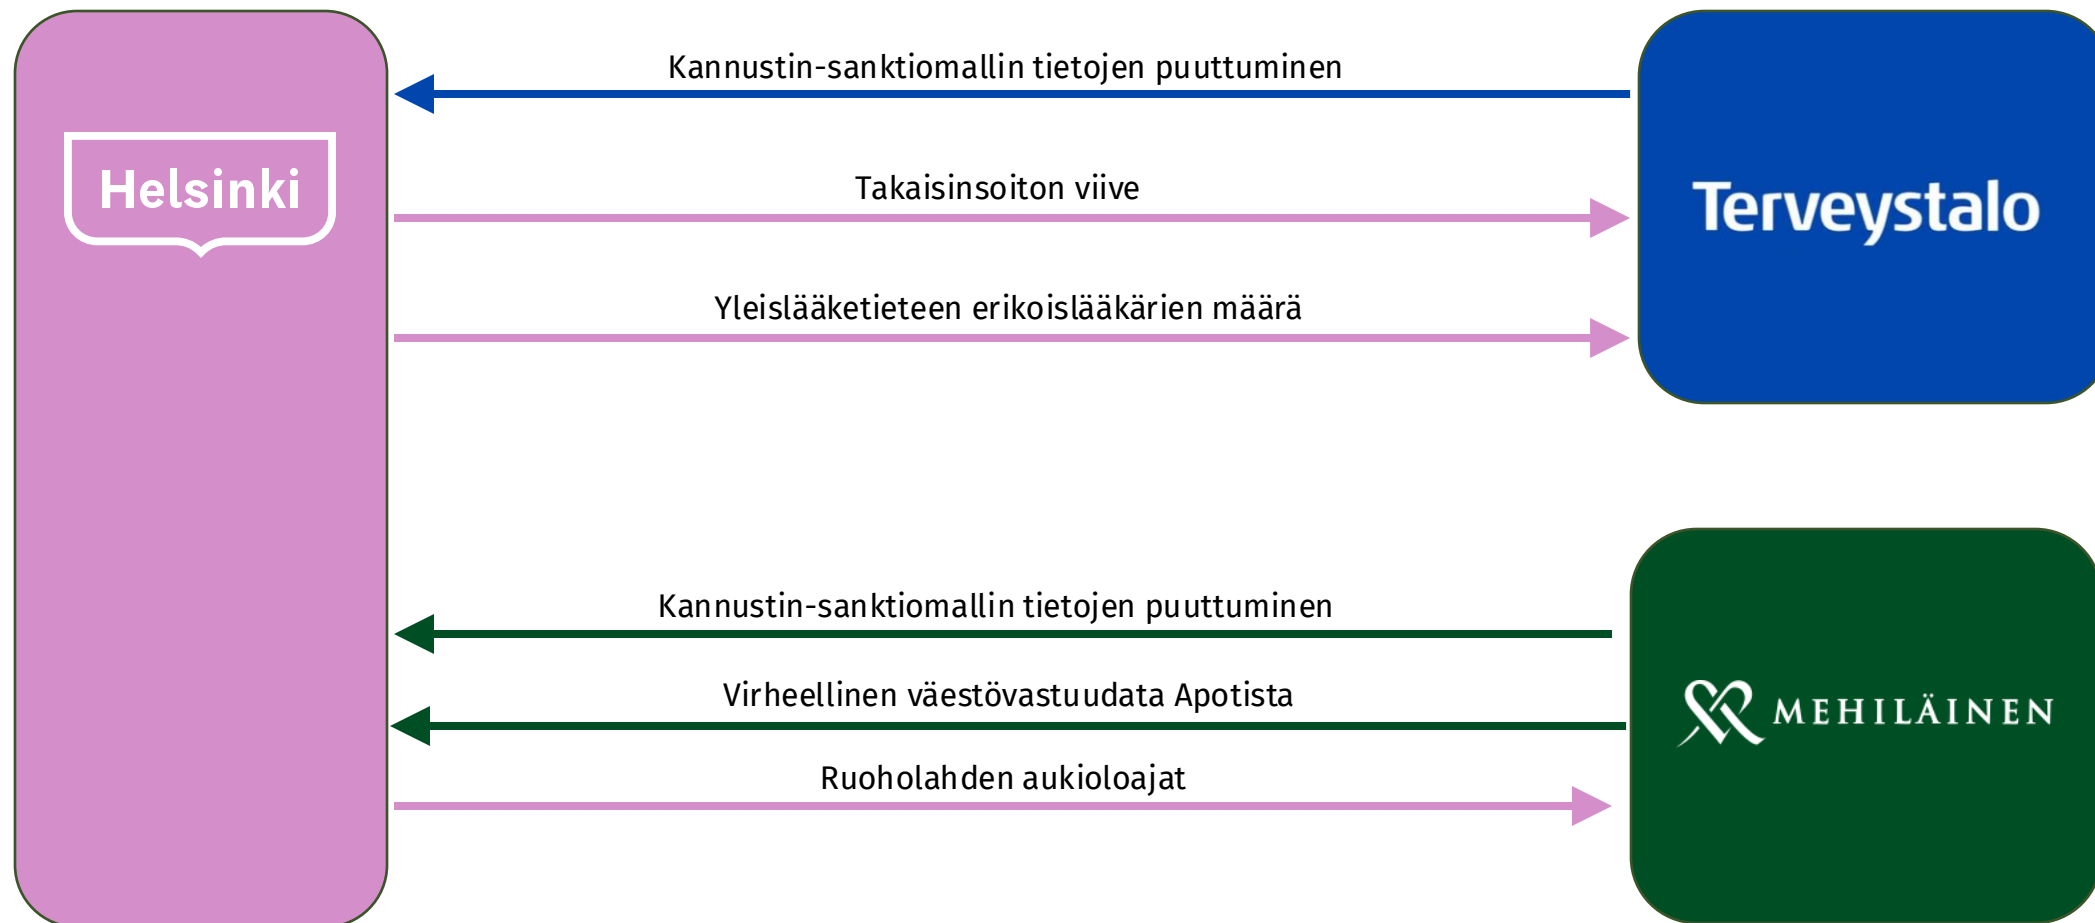 Kannustin-sanktiomallin tietojen puuttuminen
Helsinki
Takaisinsoiton viive
Terveystalo
Yleislääketieteen erikoislääkärien määrä
Kannustin-sanktiomallin tietojen puuttuminen
Virheellinen väestövastuudata Apotista
MEHILÄINEN
Ruoholahden aukioloajat